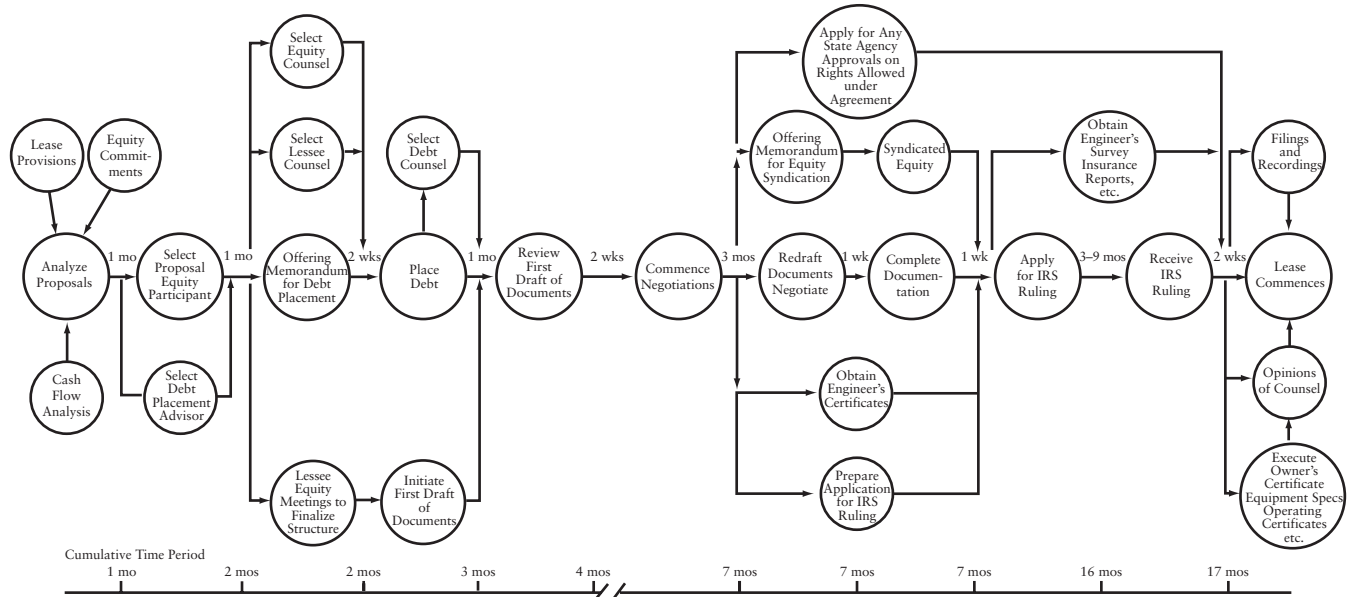 Select
Equity
Counsel
Apply for Any
State Agency
Approvals on
Rights Allowed
under
Agreement
Lease
Provisions
Equity
Commit-
ments
Select
Lessee
Counsel
Select
Debt
Counsel
Offering
Memorandum
for Equity
Syndication
Syndicated
Equity
Obtain
Engineer's
Survey
Insurance
Reports,
etc.
Filings
and
Recordings
Analyze
Proposals
1 mo
Select
Proposal
Equity
Participant
1 mo
Offering
Memorandum
for Debt
Placement
2 wks
Place
Debt
1 mo
Review
First
Draft of
Documents
2 wks
Commence
Negotiations
3 mos
Redraft
Documents
Negotiate
1 wk
Complete
Documen-
tation
1 wk
Apply
for IRS
Ruling
3–9 mos
Receive
IRS
Ruling
2 wks
Lease
Commences
Cash
Flow
Analysis
Select
Debt
Placement
Advisor
Obtain
Engineer's
Certificates
Opinions
of Counsel
Lessee
Equity
Meetings to
Finalize
Structure
Initiate
First Draft
of
Documents
Prepare
Application
for IRS
Ruling
Execute
Owner's
Certificate
Equipment Specs
Operating
Certificates
etc.
Cumulative Time Period
1 mo
2 mos
2 mos
3 mos
4 mos
7 mos
7 mos
7 mos
16 mos
17 mos